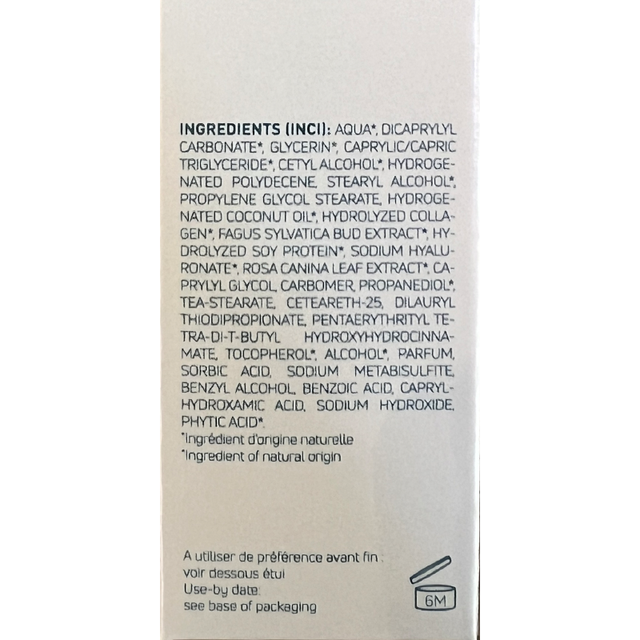 INGREDIENTS (INCI): AQUA*, DICAPRYLYL
CARBONATE*, GLYCERIN*, CAPRYLIC/CAPRIC
TRIGLYCERIDE*, CETYL ALCOHOL*, HYDROGE-
NATED POLYDECENE, STEARYL ALCOHOL*,
PROPYLENE GLYCOL STEARATE, HYDROGE-
NATED COCONUT OIL*, HYDROLYZED COLLA-
GEN*, FAGUS SYLVATICA BUD EXTRACT*, HY-
DROLYZED SOY PROTEIN*, SODIUM HYALU-
RONATE*, ROSA CANINA LEAF EXTRACT*, CA-
PRYLYL GLYCOL, CARBOMER, PROPANEDIOL*,
TEA-STEARATE, CETEARETH-25, DILAURYL
THIODIPROPIONATE, PENTAERYTHRITYL TE-
TRA-DI-T-BUTYL HYDROXYHYDROCINNA-
MATE, TOCOPHEROL*, ALCOHOL*, PARFUM,
SORBIC ACID, SODIUM METABISULFITE,
BENZYL ALCOHOL, BENZOIC ACID, CAPRYL-
HYDROXAMIC ACID, SODIUM HYDROXIDE,
PHYTIC ACID*.
*Ingrédient d'origine naturelle
*Ingredient of natural origin
A utiliser de préférence avant fin :
voir dessous étui
Use-by date:
see base of packaging
6M